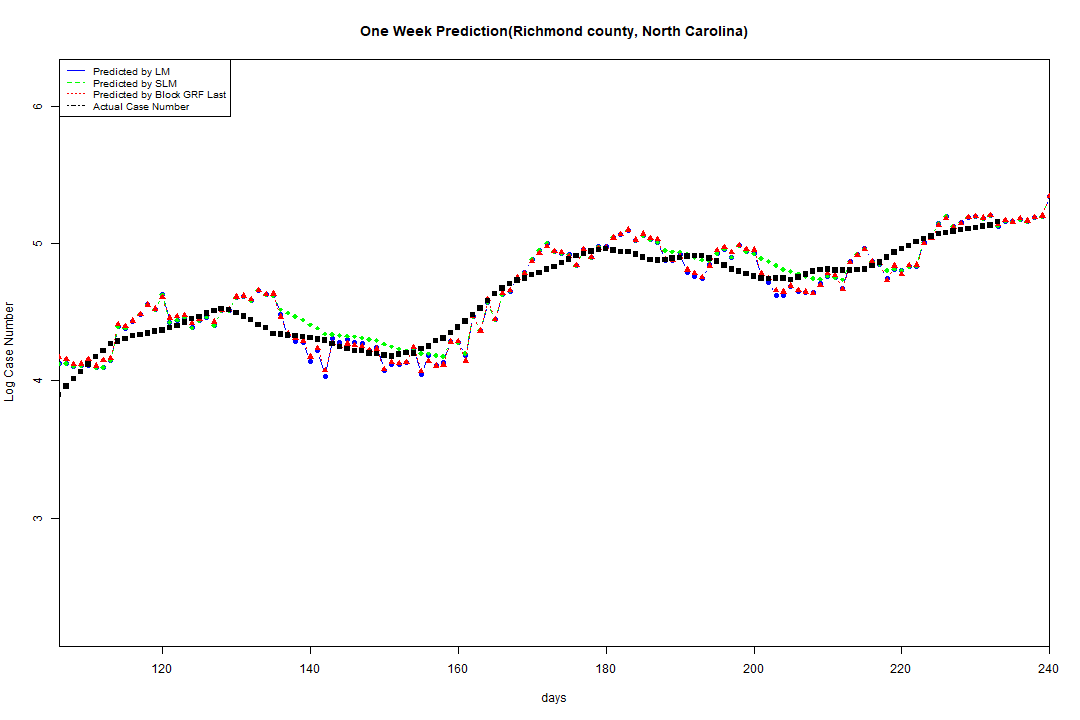 One Week Prediction(Richmond county, North Carolina)
Predicted by LM
Predicted by SLM
Predicted by Block GRF Last
Actual Case Number
6
5
4
3
Log Case Number
120
140
160
180
200
220
240
days